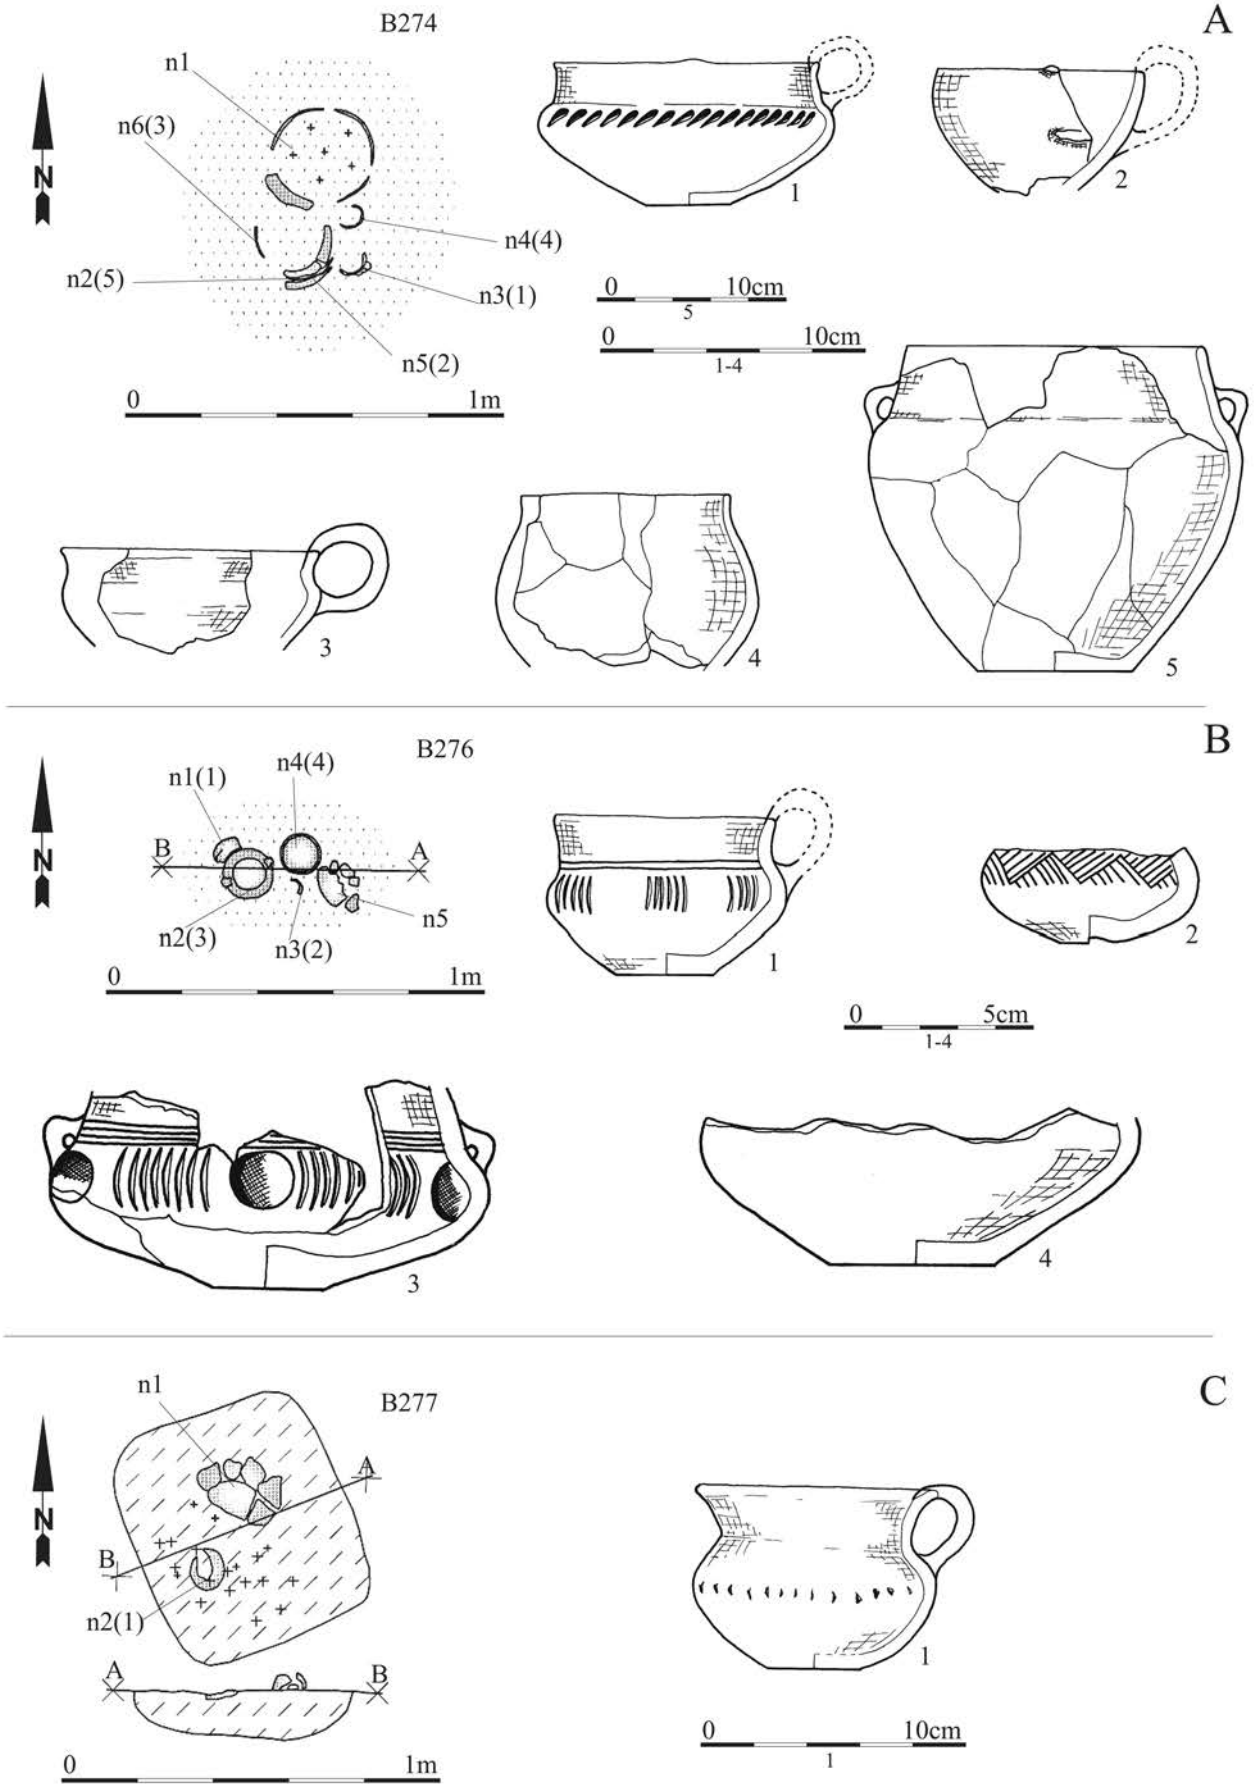 A
B274
n1
n6(3)
N
n4(4)
n2(5)
n3(1)
n5(2)
0 1m
1
2
0 10cm
5
0 10cm
1-4
3
4
5
B
B276
n1(1)
n4(4)
N
B
A
n2(3)
n3(2)
n5
0 1m
1
2
0 5cm
1-4
3
4
C
B277
n1
N
A
B
n2(1)
A
B
0 1m
1
0 10cm
1